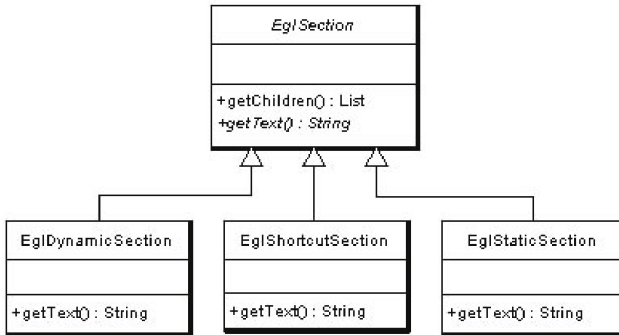 EglSection
+getChildren() : List
+getText() : String
EglDynamicSection
+getText() : String
EglShortcutSection
+getText() : String
EglStaticSection
+getText() : String